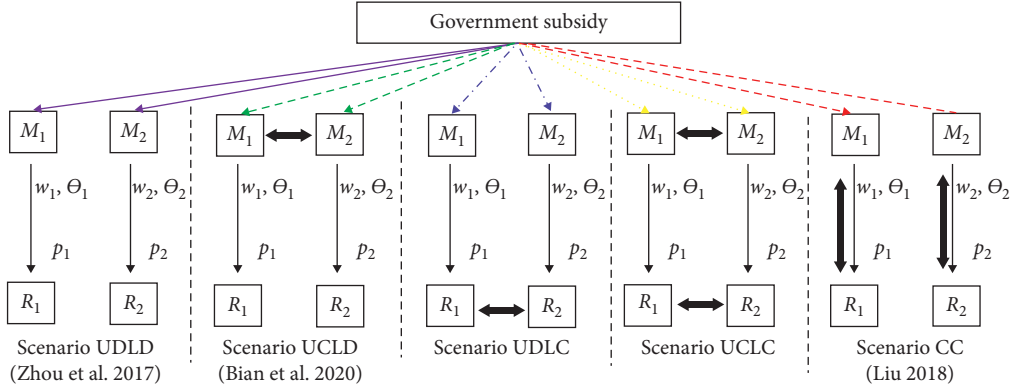 Government subsidy
M1 M2 M1 M2 M1 M2 M1 M2 M1 M2
w1, ϴ1 w2, ϴ2 w1, ϴ1 w2, ϴ2 w1, ϴ1 w2, ϴ2 w1, ϴ1 w2, ϴ2 w1, ϴ1 w2, ϴ2
p1 p2 p1 p2 p1 p2 p1 p2 p1 p2
R1 R2 R1 R2 R1 R2 R1 R2 R1 R2
Scenario UDLD Scenario UCLD Scenario UDLC Scenario UCLC Scenario CC
(Zhou et al. 2017) (Bian et al. 2020) (Liu 2018)